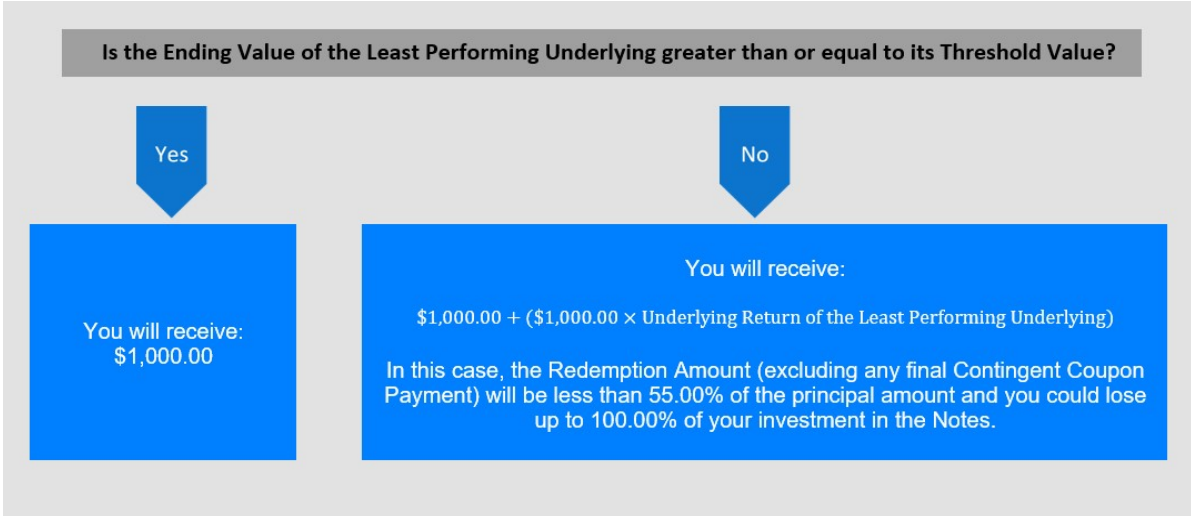 Is the Ending Value of the Least Performing Underlying greater than or equal to its Threshold Value?
Yes
No
You will receive:
$1,000.00
You will receive:
$1,000.00 + ($1,000.00 × Underlying Return of the Least Performing Underlying)
In this case, the Redemption Amount (excluding any final Contingent Coupon
Payment) will be less than 55.00% of the principal amount and you could lose
up to 100.00% of your investment in the Notes.